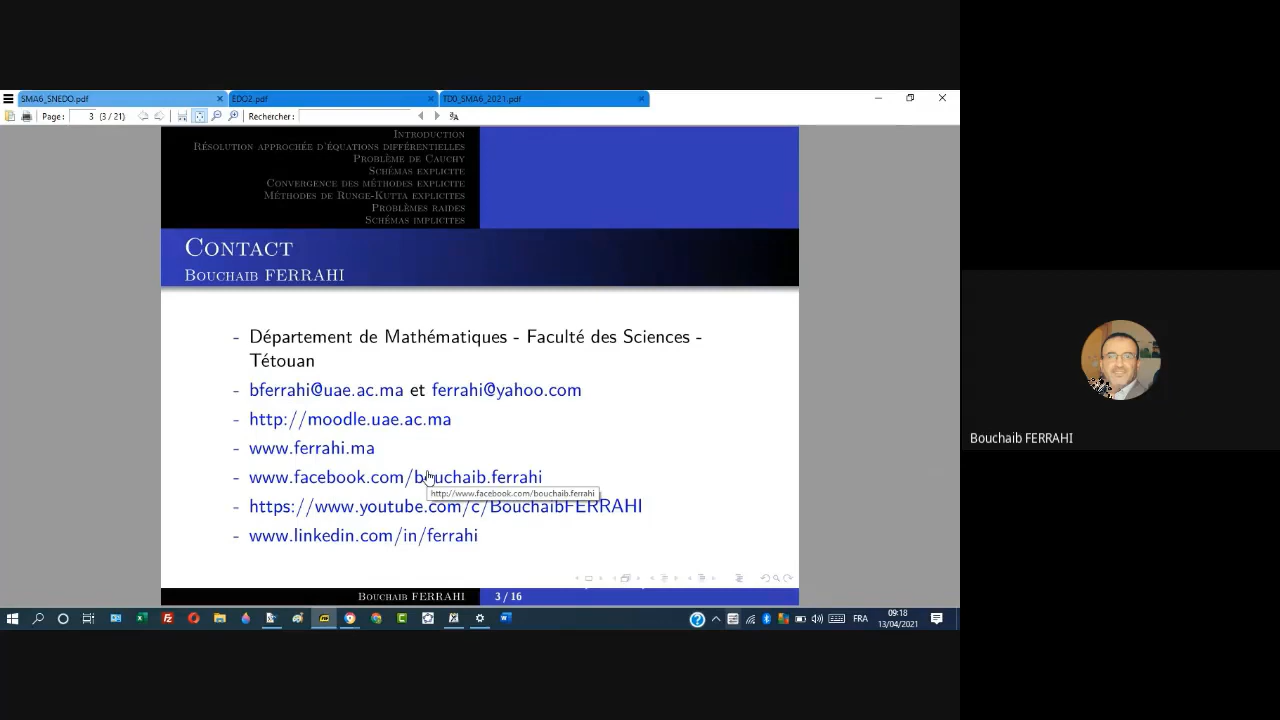 SMA6_SNEDO.pdf
EDO2.pdf
TD0_SMA6_2021.pdf
Page: 3 (3 / 21) Rechercher :
Introduction
Résolution approchée d'équations différentielles
Problème de Cauchy
Schémas explicite
Convergence des méthodes explicite
Méthodes de Runge-Kutta explicites
Problèmes raides
Schémas implicites
Contact
Bouchaib FERRAHI
- Département de Mathématiques - Faculté des Sciences -
Tétouan
- bferrahi@uae.ac.ma et ferrahi@yahoo.com
- http://moodle.uae.ac.ma
- www.ferrahi.ma
- www.facebook.com/bouchaib.ferrahi
http://www.facebook.com/bouchaib.ferrahi
- https://www.youtube.com/c/BouchaibFERRAHI
- www.linkedin.com/in/ferrahi
Bouchaib FERRAHI 3 / 16
FRA
09:18
13/04/2021
Bouchaib FERRAHI